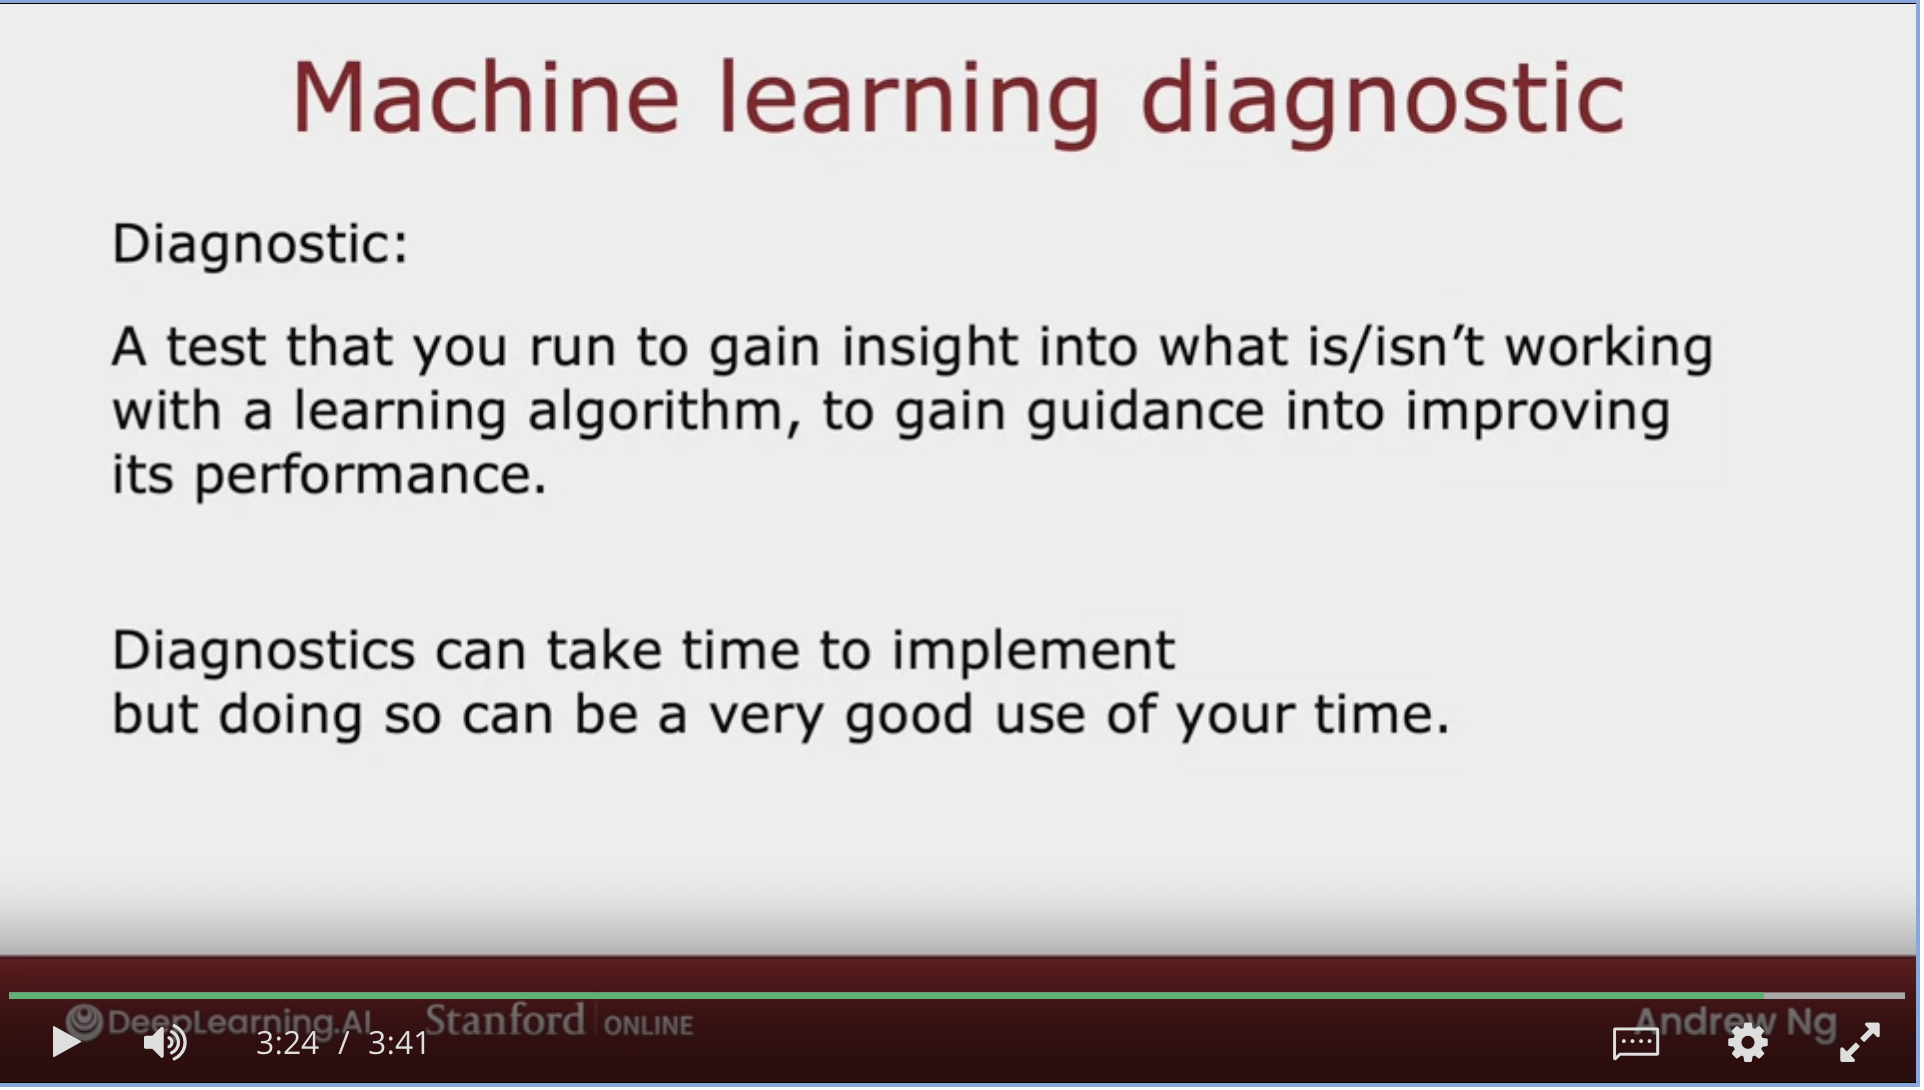 Machine learning diagnostic
Diagnostic:
A test that you run to gain insight into what is/isn’t working
with a learning algorithm, to gain guidance into improving
its performance.
Diagnostics can take time to implement
but doing so can be a very good use of your time.
DeepLearning.AI Stanford ONLINE Andrew Ng
3:24 / 3:41